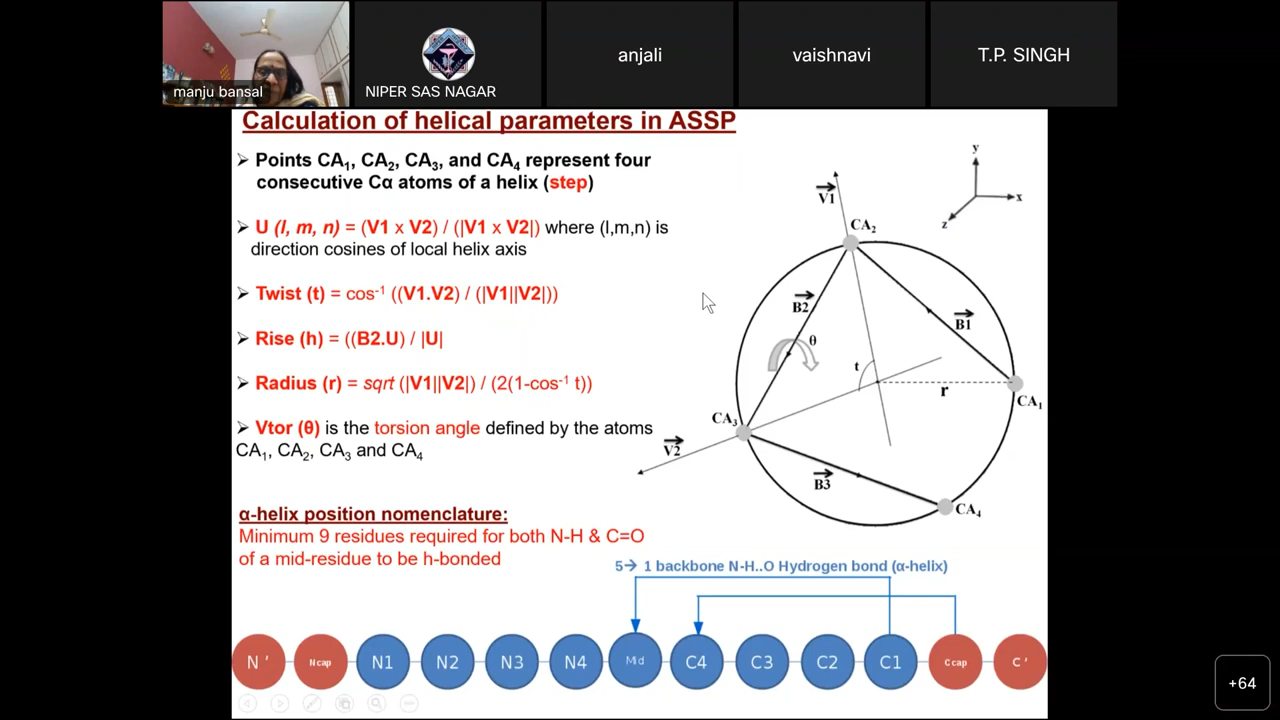 manju bansal
NIPER SAS NAGAR
anjali
vaishnavi
T.P. SINGH
Calculation of helical parameters in ASSP
➢ Points CA₁, CA₂, CA₃, and CA₄ represent four
consecutive Cα atoms of a helix (step)
➢ U (l, m, n) = (V1 x V2) / (|V1 x V2|) where (l,m,n) is
direction cosines of local helix axis
➢ Twist (t) = cos⁻¹ ((V1.V2) / (|V1||V2|))
➢ Rise (h) = ((B2.U) / |U|
➢ Radius (r) = sqrt (|V1||V2|) / (2(1-cos⁻¹ t))
➢ Vtor (θ) is the torsion angle defined by the atoms
CA₁, CA₂, CA₃ and CA₄
y
x
z
V1
CA₂
B2
B1
θ
t
r
CA₁
CA₃
V2
B3
CA₄
α-helix position nomenclature:
Minimum 9 residues required for both N-H & C=O
of a mid-residue to be h-bonded
5→ 1 backbone N-H..O Hydrogen bond (α-helix)
N ' Ncap N1 N2 N3 N4 Mid C4 C3 C2 C1 Ccap C '
+64